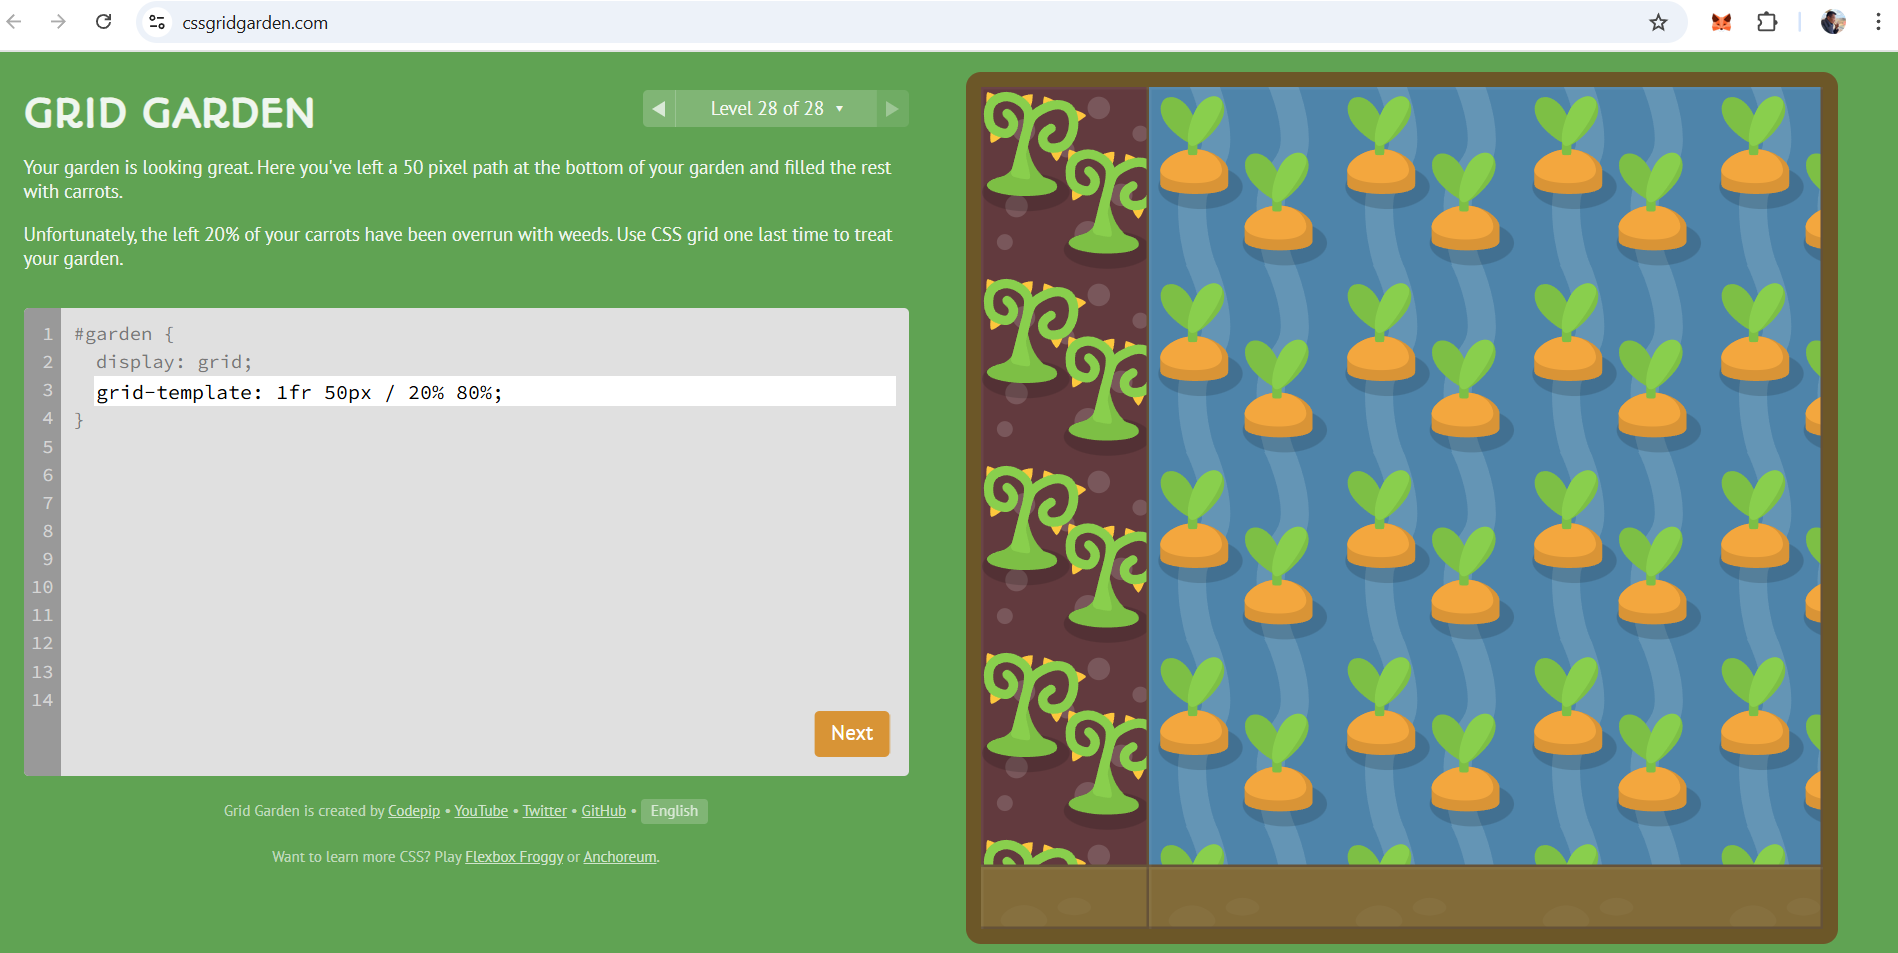 cssgridgarden.com
GRID GARDEN
Level 28 of 28
Your garden is looking great. Here you've left a 50 pixel path at the bottom of your garden and filled the rest
with carrots.
Unfortunately, the left 20% of your carrots have been overrun with weeds. Use CSS grid one last time to treat
your garden.
1 #garden {
2 display: grid;
3 grid-template: 1fr 50px / 20% 80%;
4 }
5
6
7
8
9
10
11
12
13
14
Next
Grid Garden is created by Codepip • YouTube • Twitter • GitHub • English
Want to learn more CSS? Play Flexbox Froggy or Anchoreum.